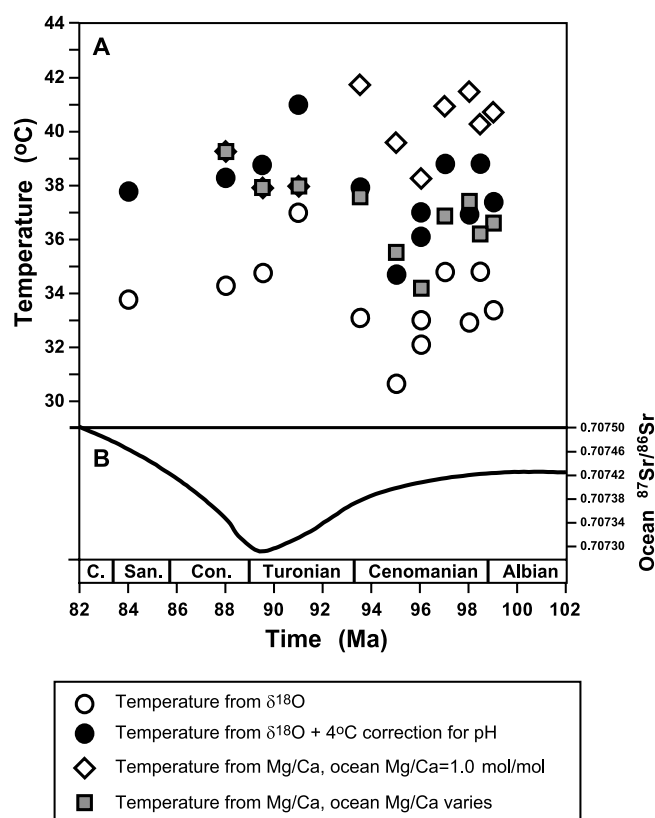 A
Temperature (°C)
44
42
40
38
36
34
32
30
B
0.70750
0.70746
0.70742
0.70738
0.70734
0.70730
Ocean ⁸⁷Sr/⁸⁶Sr
C. San. Con. Turonian Cenomanian Albian
82 84 86 88 90 92 94 96 98 100 102
Time (Ma)
Temperature from δ¹⁸O
Temperature from δ¹⁸O + 4°C correction for pH
Temperature from Mg/Ca, ocean Mg/Ca=1.0 mol/mol
Temperature from Mg/Ca, ocean Mg/Ca varies